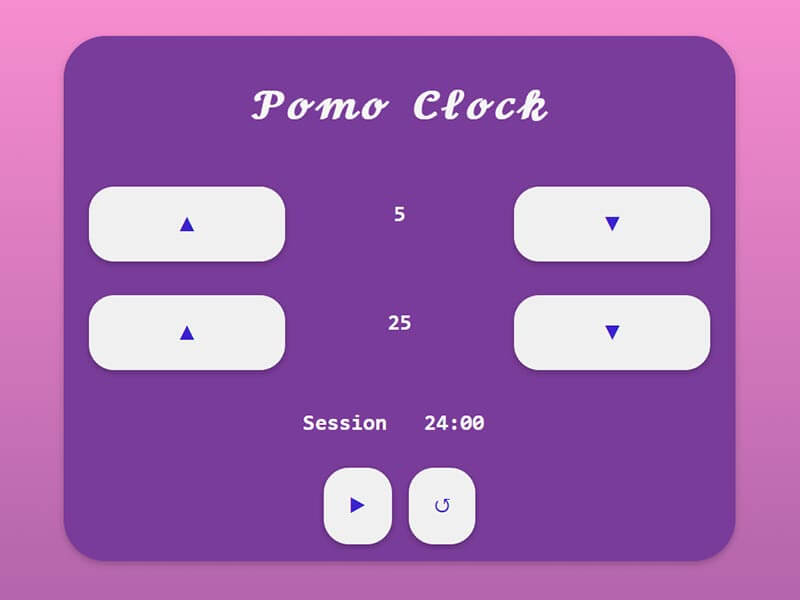 Pomo Clock
▲ 5 ▼
▲ 25 ▼
Session 24:00
▶ ↺